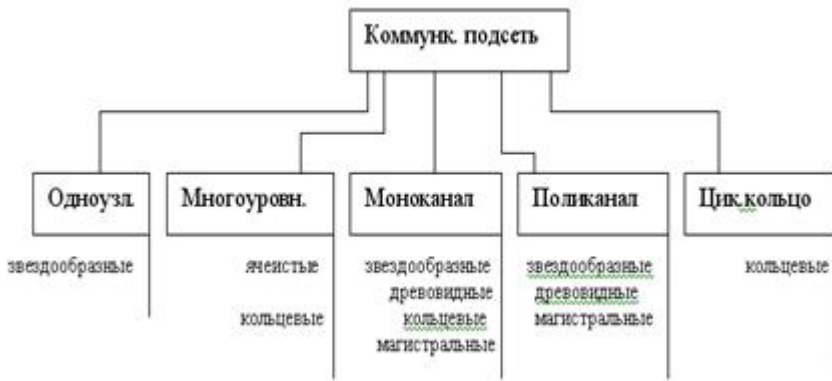 Коммунк. подсеть
Одноузл.
Многоуровн.
Моноканал
Поликанал
Цик.кольцо
звездообразные
ячеистые
кольцевые
звездообразные
древовидные
кольцевые
магистральные
звездообразные
древовидные
магистральные
кольцевые